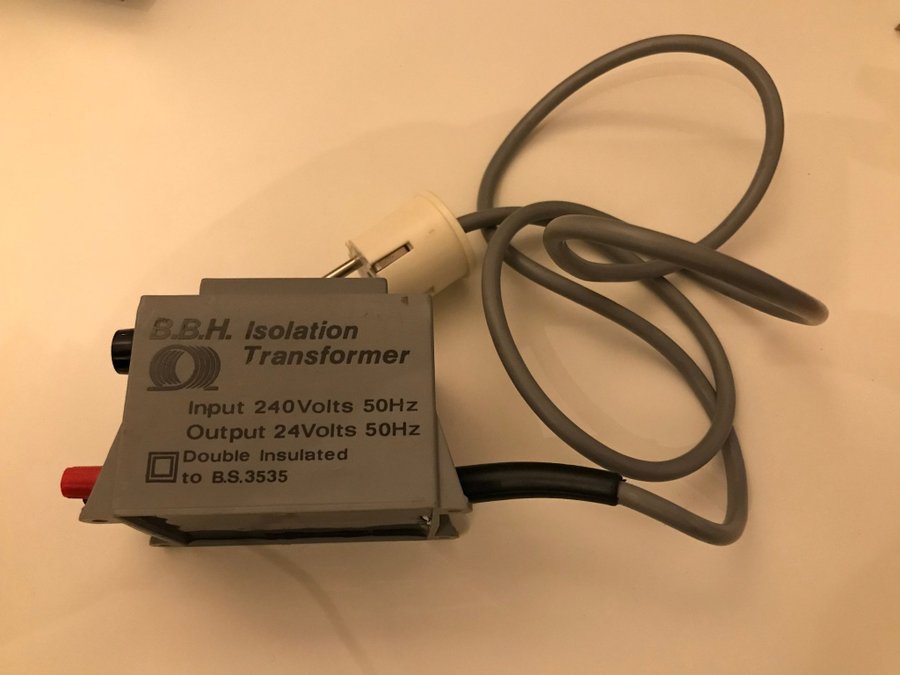 B.B.H. Isolation
Transformer
Input 240Volts 50Hz
Output 24Volts 50Hz
Double Insulated
to B.S.3535